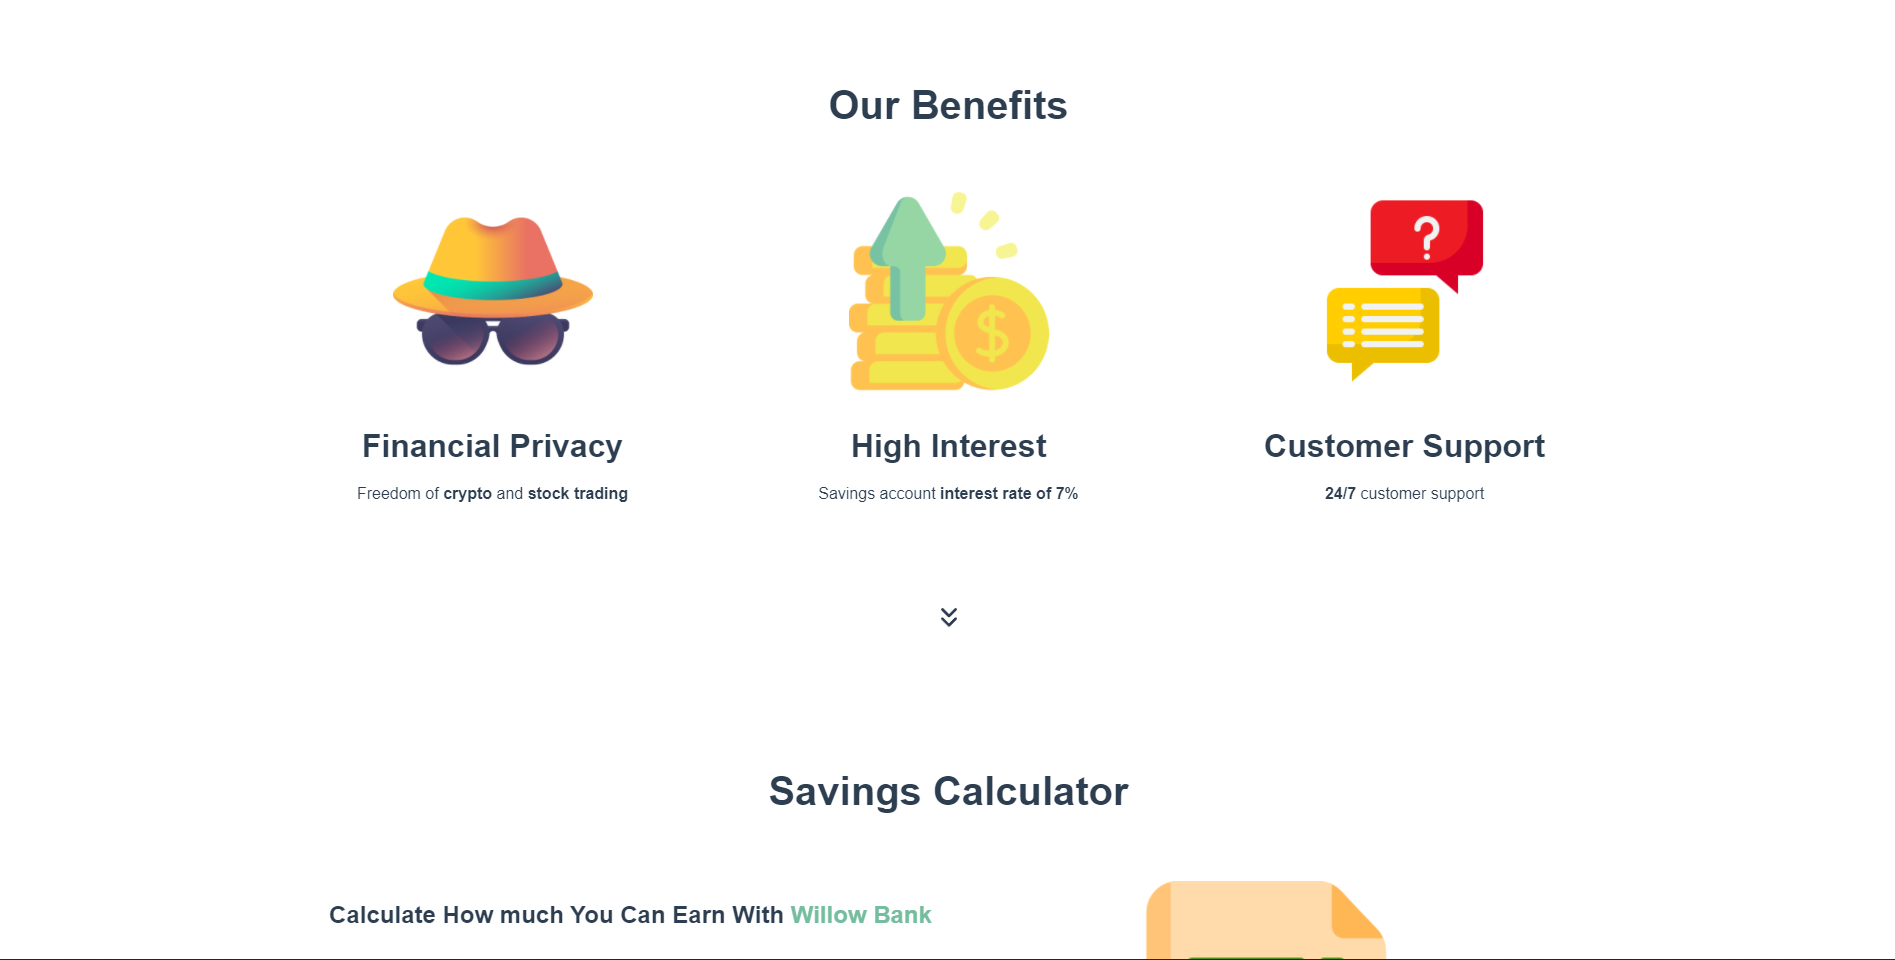 Our Benefits
?
$
Financial Privacy
High Interest
Customer Support
Freedom of crypto and stock trading
Savings account interest rate of 7%
24/7 customer support
Savings Calculator
Calculate How much You Can Earn With Willow Bank